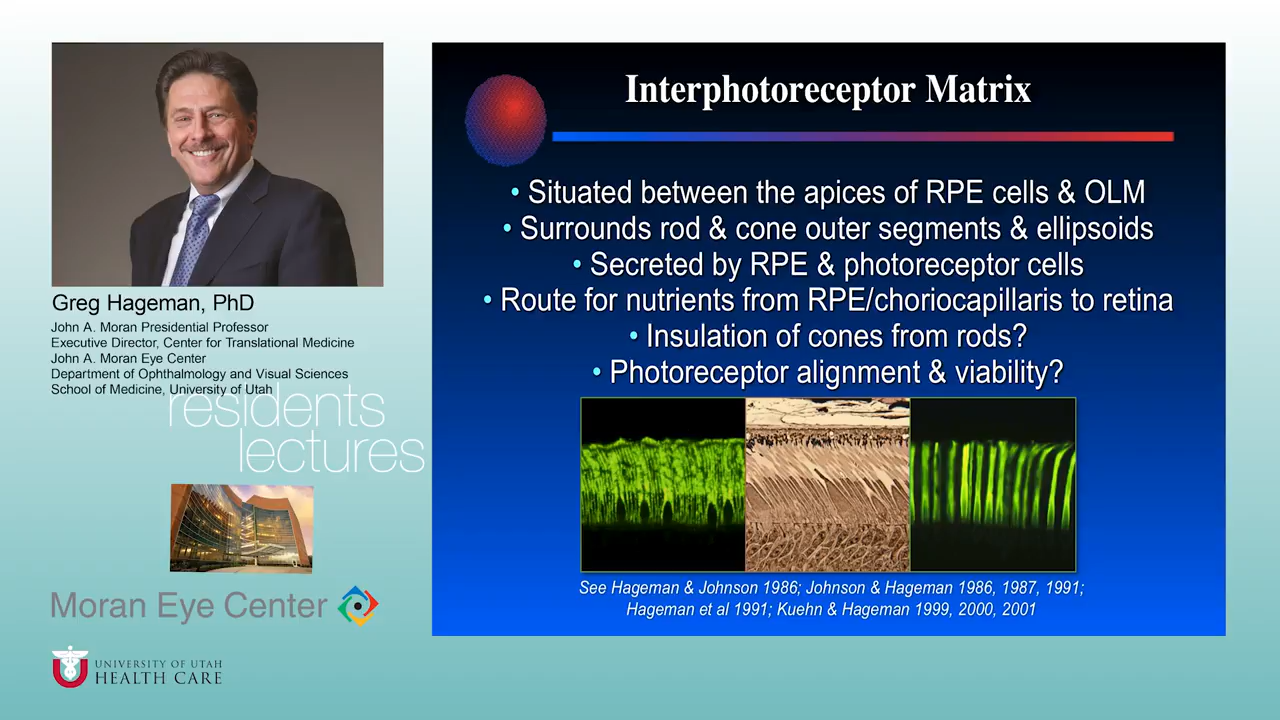 Greg Hageman, PhD
John A. Moran Presidential Professor
Executive Director, Center for Translational Medicine
John A. Moran Eye Center
Department of Ophthalmology and Visual Sciences
School of Medicine, University of Utah
residents
lectures
Moran Eye Center
UNIVERSITY OF UTAH
HEALTH CARE
Interphotoreceptor Matrix
• Situated between the apices of RPE cells & OLM
• Surrounds rod & cone outer segments & ellipsoids
• Secreted by RPE & photoreceptor cells
• Route for nutrients from RPE/choriocapillaris to retina
• Insulation of cones from rods?
• Photoreceptor alignment & viability?
See Hageman & Johnson 1986; Johnson & Hageman 1986, 1987, 1991;
Hageman et al 1991; Kuehn & Hageman 1999, 2000, 2001